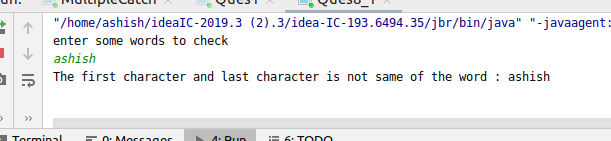 MultipleCatch Ques1 Ques8_1
"/home/ashish/ideaIC-2019.3 (2).3/idea-IC-193.6494.35/jbr/bin/java" "-javaagent:
enter some words to check
ashish
The first character and last character is not same of the word : ashish
Terminal 0: Messages 4: Run 6: TODO